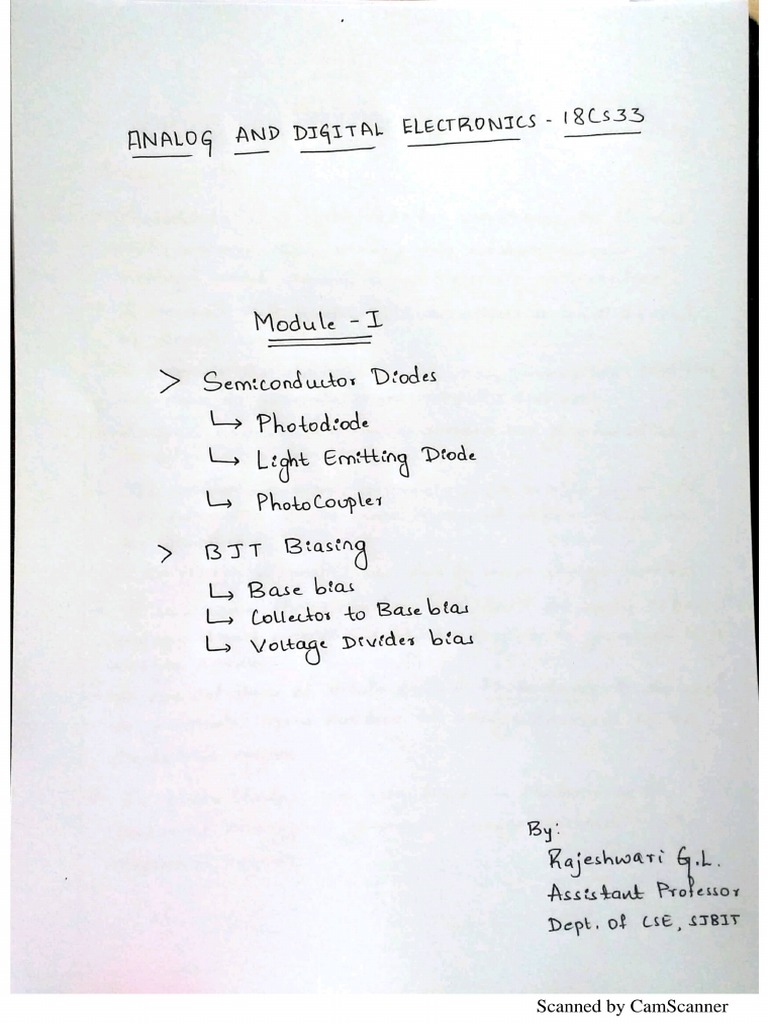 ANALOG AND DIGITAL ELECTRONICS - 18CS33
Module - I
> Semiconductor Diodes
↳ Photodiode
↳ Light Emitting Diode
↳ PhotoCoupler
> BJT Biasing
↳ Base bias
↳ Collector to Base bias
↳ Voltage Divider bias
By:
Rajeshwari G.L.
Assistant Professor
Dept. of CSE, SJBIT
Scanned by CamScanner